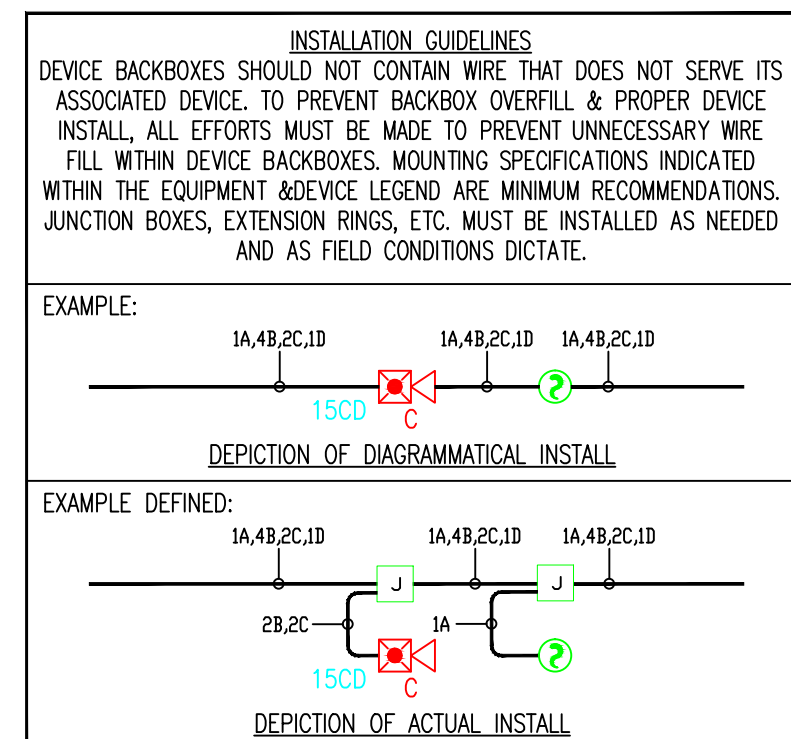 INSTALLATION GUIDELINES
DEVICE BACKBOXES SHOULD NOT CONTAIN WIRE THAT DOES NOT SERVE ITS
ASSOCIATED DEVICE. TO PREVENT BACKBOX OVERFILL & PROPER DEVICE
INSTALL, ALL EFFORTS MUST BE MADE TO PREVENT UNNECESSARY WIRE
FILL WITHIN DEVICE BACKBOXES. MOUNTING SPECIFICATIONS INDICATED
WITHIN THE EQUIPMENT &DEVICE LEGEND ARE MINIMUM RECOMMENDATIONS.
JUNCTION BOXES, EXTENSION RINGS, ETC. MUST BE INSTALLED AS NEEDED
AND AS FIELD CONDITIONS DICTATE.
EXAMPLE:
1A,4B,2C,1D 1A,4B,2C,1D 1A,4B,2C,1D
15CD C
DEPICTION OF DIAGRAMMATICAL INSTALL
EXAMPLE DEFINED:
1A,4B,2C,1D 1A,4B,2C,1D 1A,4B,2C,1D
J J
2B,2C 1A
15CD C
DEPICTION OF ACTUAL INSTALL